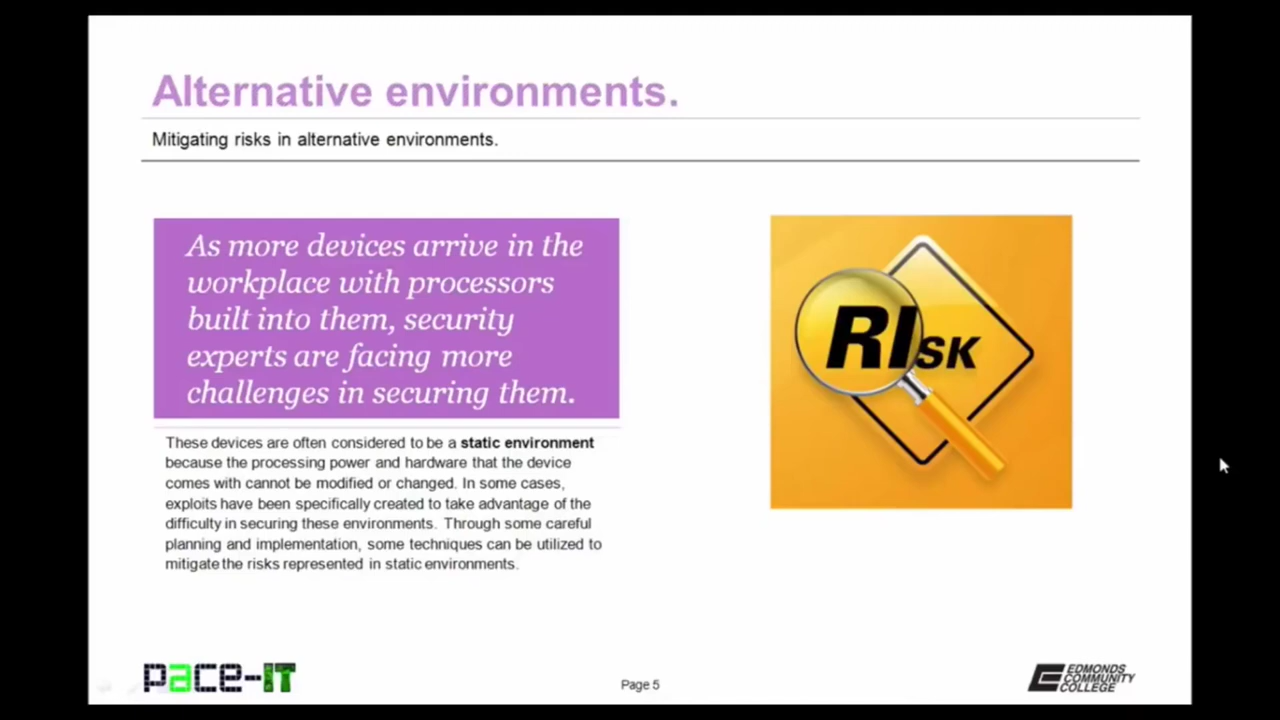 Alternative environments.
Mitigating risks in alternative environments.
As more devices arrive in the
workplace with processors
built into them, security
experts are facing more
challenges in securing them.
RISK
These devices are often considered to be a static environment
because the processing power and hardware that the device
comes with cannot be modified or changed. In some cases,
exploits have been specifically created to take advantage of the
difficulty in securing these environments. Through some careful
planning and implementation, some techniques can be utilized to
mitigate the risks represented in static environments.
pace-IT
Page 5
EDMONDS
COMMUNITY
COLLEGE